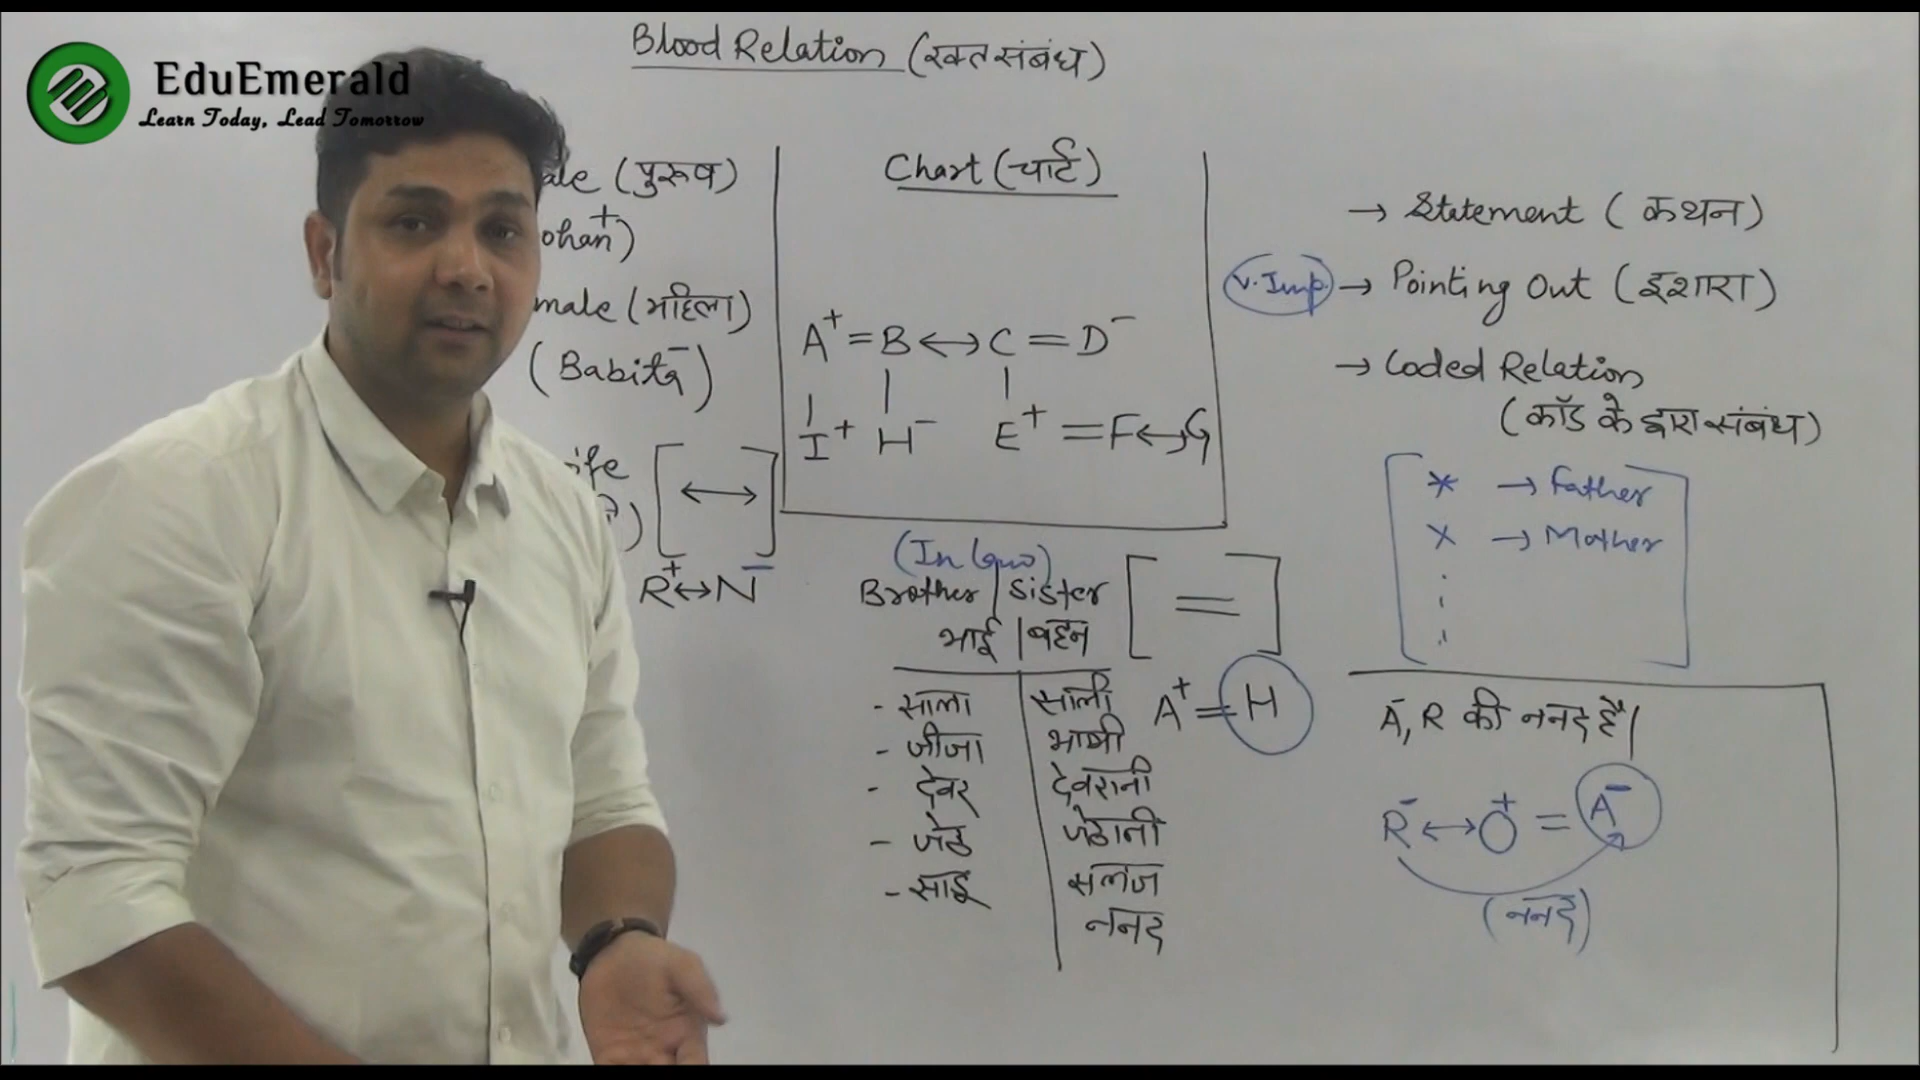 EduEmerald
Learn Today, Lead Tomorrow
Blood Relation (रक्त संबंध)
ale (पुरूष)
ohan+)
male (महिला)
(Babita-)
ife
R+↔N-
Chart (चार्ट)
A+=B↔C=D-
I+ H- E+=F↔G
(In Law)
Brother | Sister [=]
भाई | बहन
- साला साली
- जीजा भाभी
- देवर देवरानी
- जेठ जेठानी
- साढू सलज
ननद
A+=H
→ Statement (कथन)
V. Imp. → Pointing Out (इशारा)
→ Coded Relation
(कॉड के द्वारा संबंध)
* → Father
× → Mother
A-, R की ननद है|
R-↔O+=A-
(ननद)